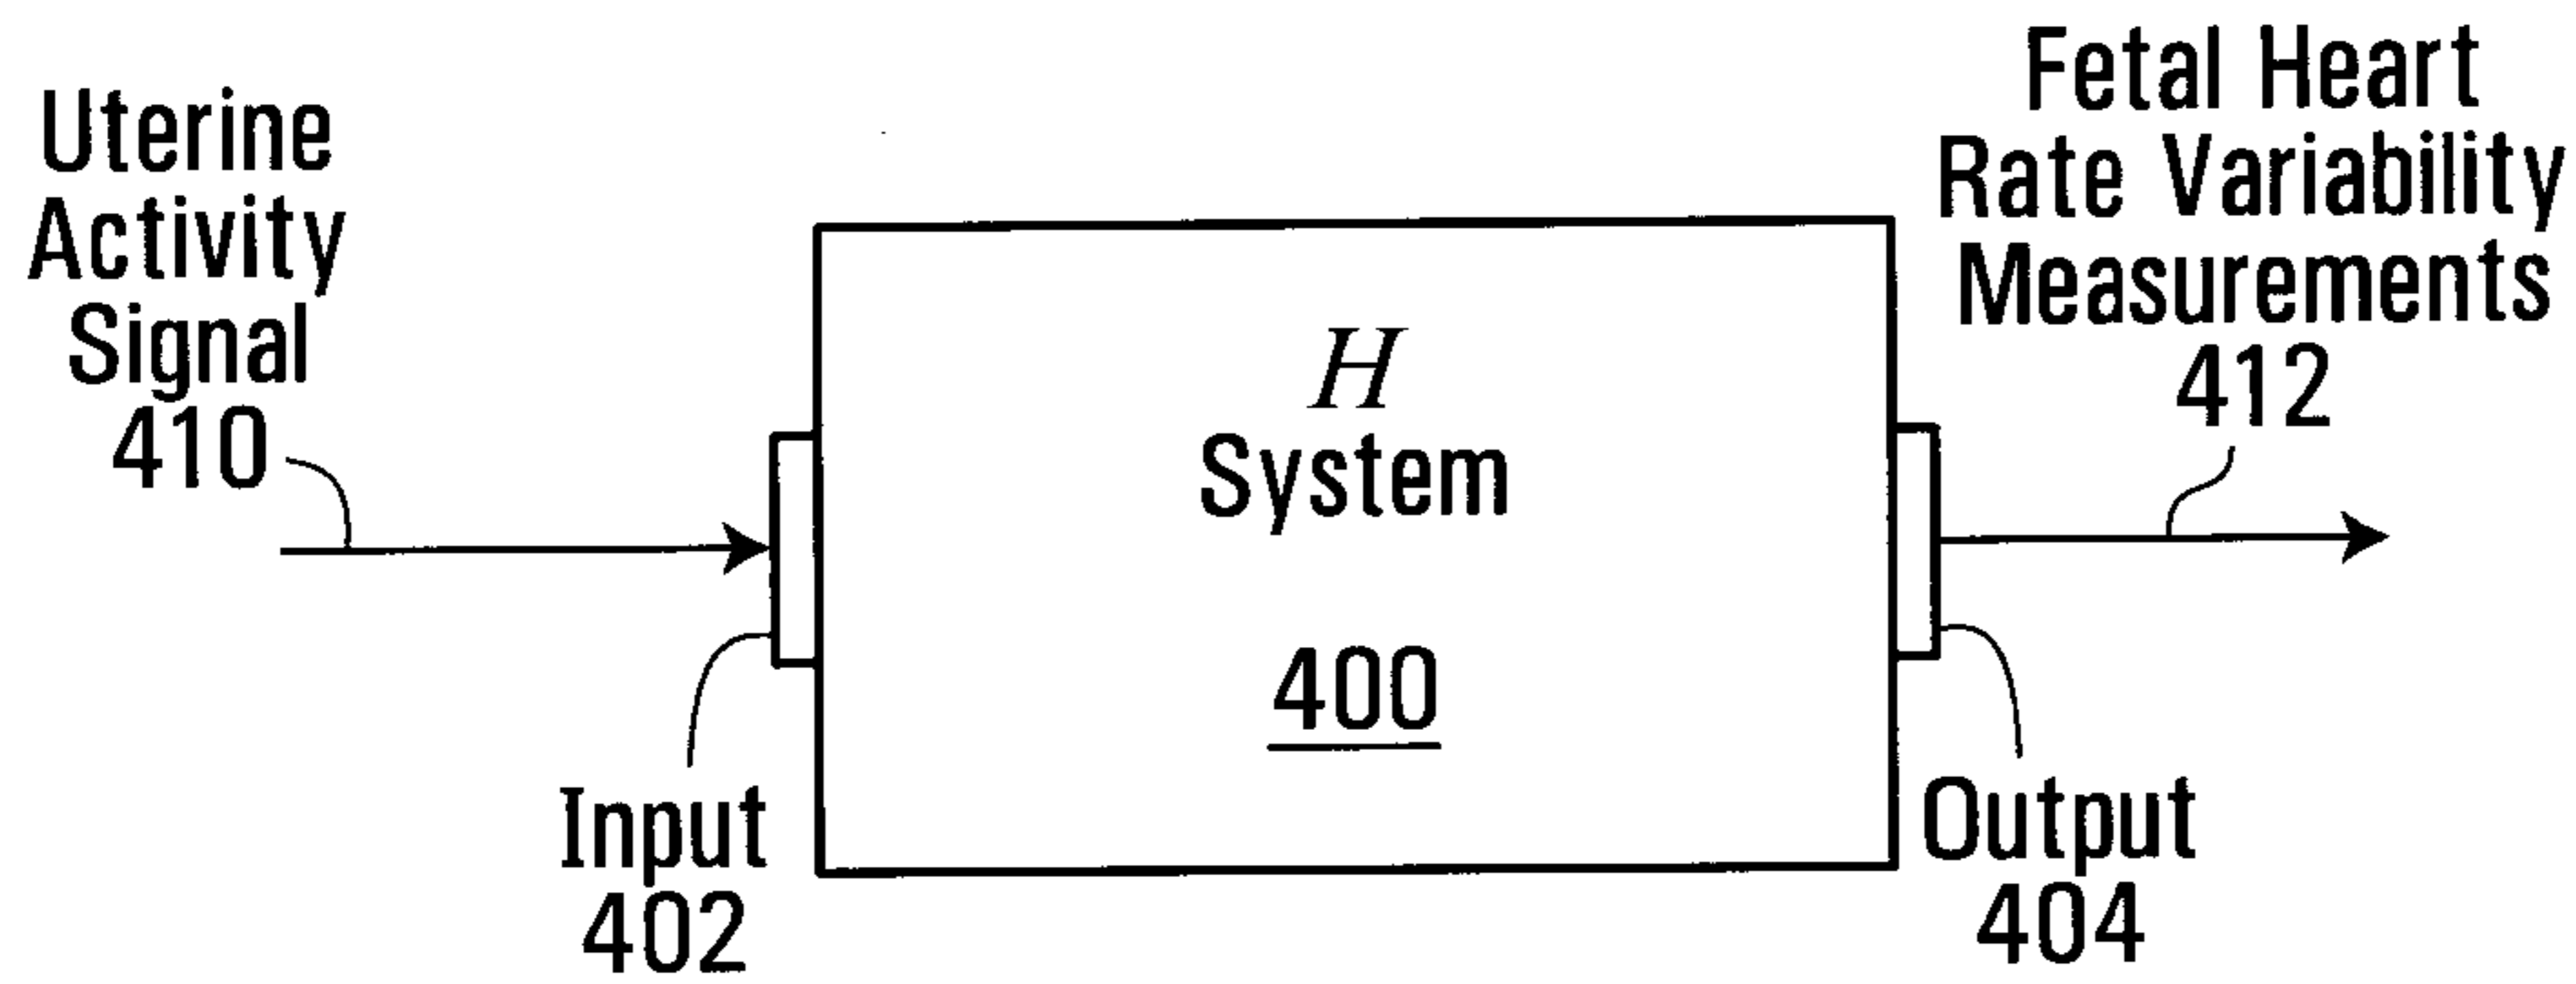 Uterine
Activity
Signal
410
Fetal Heart
Rate Variability
Measurements
412
H
System
400
Input
402
Output
404